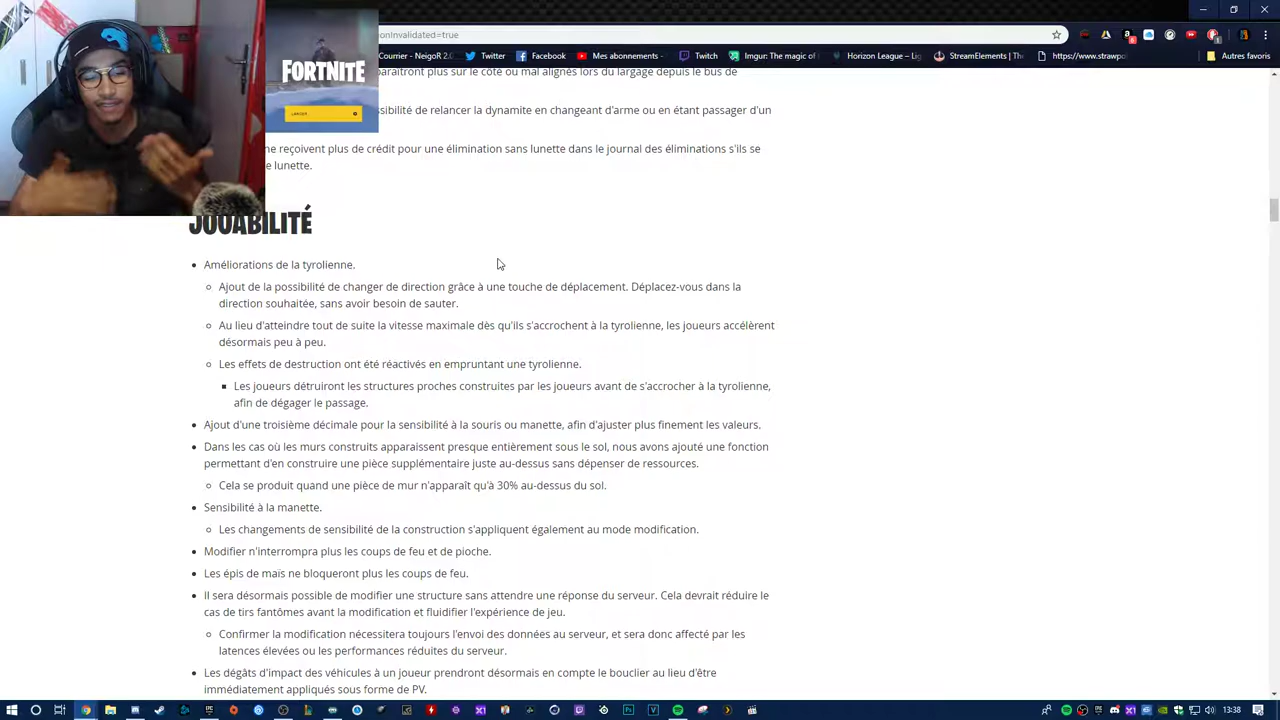 onInvalidated=true
Courrier - NeigoR 2.
Twitter
Facebook
Mes abonnements -
Twitch
Imgur: The magic of
Horizon League – Lig
StreamElements |
https://www.strawpo
Autres favoris
FORTNITE
LANCER
paraîtront plus sur le côté ou mal alignés lors du largage depuis le bus de
ssibilité de relancer la dynamite en changeant d'arme ou en étant passager d'un
ne reçoivent plus de crédit pour une élimination sans lunette dans le journal des éliminations s'ils se
e lunette.
JOUABILITÉ
• Améliorations de la tyrolienne.
Ajout de la possibilité de changer de direction grâce à une touche de déplacement. Déplacez-vous dans la
direction souhaitée, sans avoir besoin de sauter.
Au lieu d'atteindre tout de suite la vitesse maximale dès qu'ils s'accrochent à la tyrolienne, les joueurs accélèrent
désormais peu à peu.
Les effets de destruction ont été réactivés en empruntant une tyrolienne.
Les joueurs détruiront les structures proches construites par les joueurs avant de s'accrocher à la tyrolienne,
afin de dégager le passage.
• Ajout d'une troisième décimale pour la sensibilité à la souris ou manette, afin d'ajuster plus finement les valeurs.
• Dans les cas où les murs construits apparaissent presque entièrement sous le sol, nous avons ajouté une fonction
permettant d'en construire une pièce supplémentaire juste au-dessus sans dépenser de ressources.
Cela se produit quand une pièce de mur n'apparaît qu'à 30% au-dessus du sol.
• Sensibilité à la manette.
Les changements de sensibilité de la construction s'appliquent également au mode modification.
• Modifier n'interrompra plus les coups de feu et de pioche.
• Les épis de maïs ne bloqueront plus les coups de feu.
• Il sera désormais possible de modifier une structure sans attendre une réponse du serveur. Cela devrait réduire le
cas de tirs fantômes avant la modification et fluidifier l'expérience de jeu.
Confirmer la modification nécessitera toujours l'envoi des données au serveur, et sera donc affecté par les
latences élevées ou les performances réduites du serveur.
• Les dégâts d'impact des véhicules à un joueur prendront désormais en compte le bouclier au lieu d'être
immédiatement appliqués sous forme de PV.
13:38